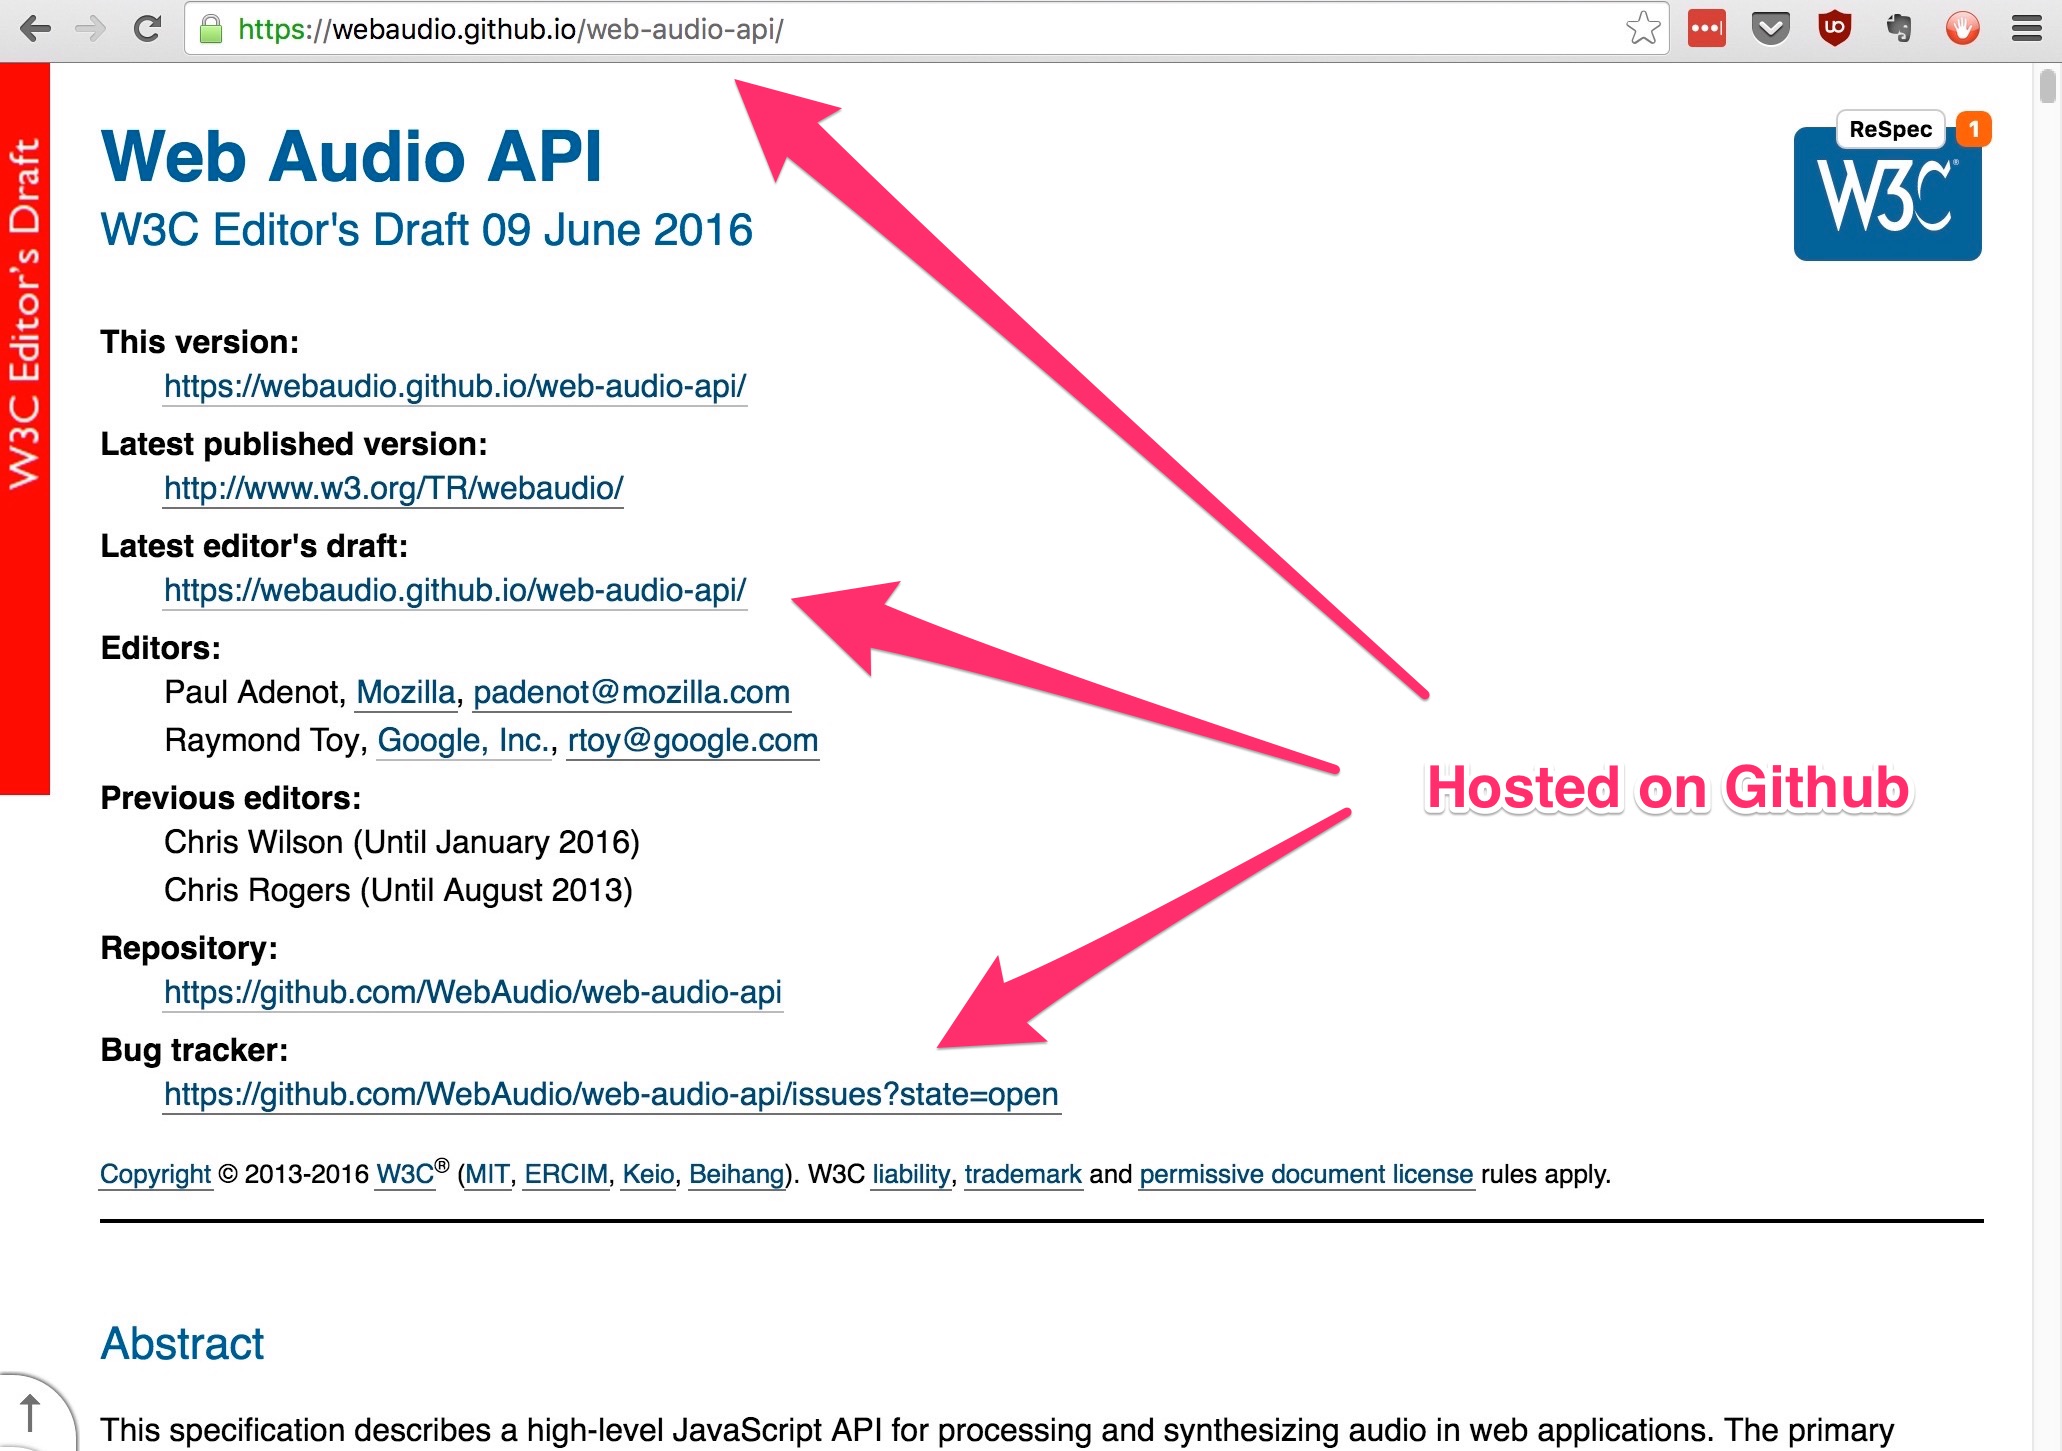 https://webaudio.github.io/web-audio-api/
W3C Editor's Draft
ReSpec
1
W3C®
Web Audio API
W3C Editor's Draft 09 June 2016
This version:
https://webaudio.github.io/web-audio-api/
Latest published version:
http://www.w3.org/TR/webaudio/
Latest editor's draft:
https://webaudio.github.io/web-audio-api/
Editors:
Paul Adenot, Mozilla, padenot@mozilla.com
Raymond Toy, Google, Inc., rtoy@google.com
Hosted on Github
Previous editors:
Chris Wilson (Until January 2016)
Chris Rogers (Until August 2013)
Repository:
https://github.com/WebAudio/web-audio-api
Bug tracker:
https://github.com/WebAudio/web-audio-api/issues?state=open
Copyright © 2013-2016 W3C® (MIT, ERCIM, Keio, Beihang). W3C liability, trademark and permissive document license rules apply.
Abstract
This specification describes a high-level JavaScript API for processing and synthesizing audio in web applications. The primary